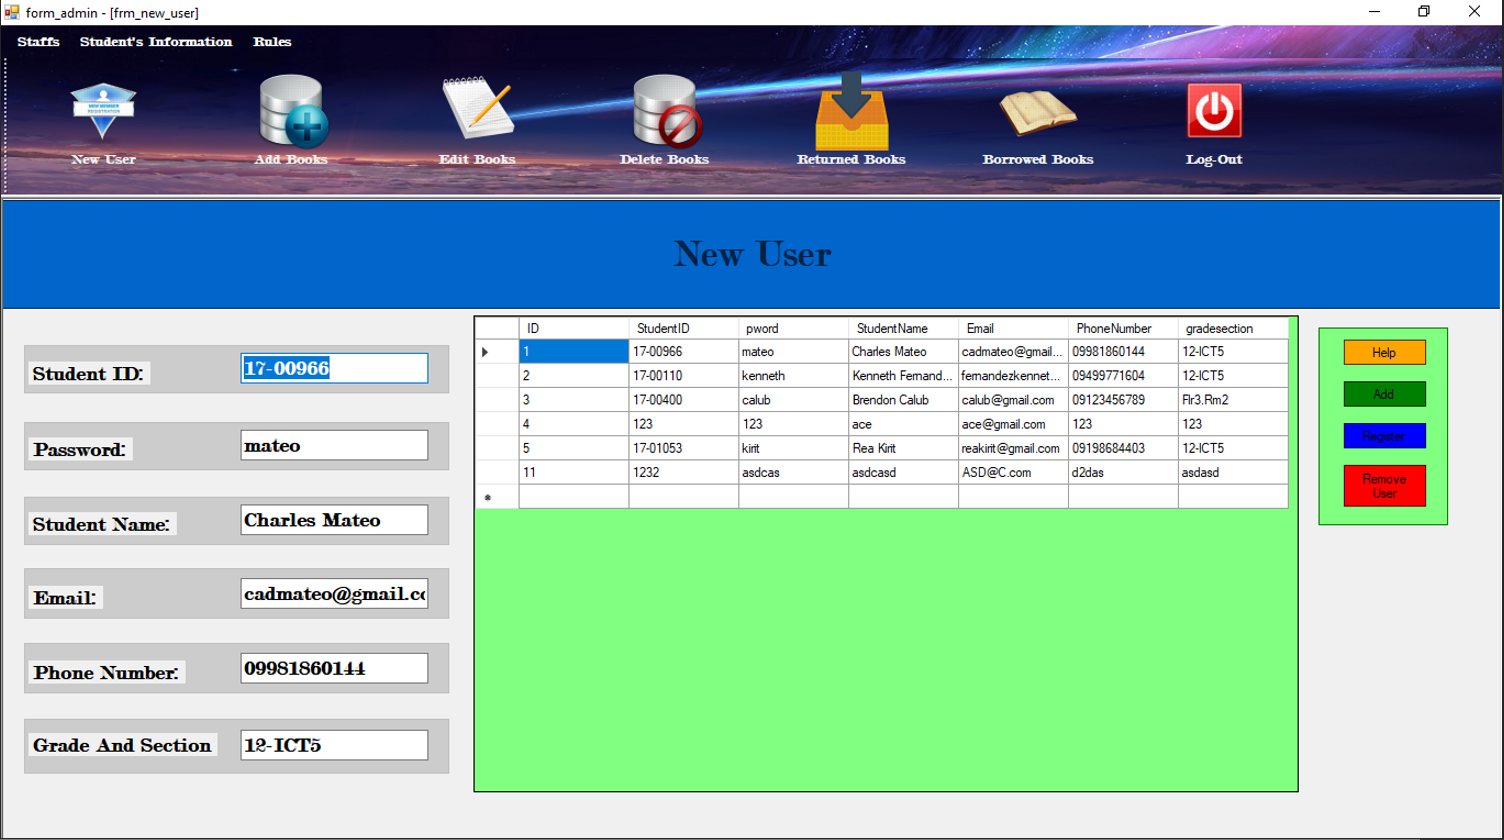 form_admin - [frm_new_user]
Staffs Student's Information Rules
NEW MEMBER
REGISTRATION
New User Add Books Edit Books Delete Books Returned Books Borrowed Books Log-Out
New User
Student ID: 17-00966
Password: mateo
Student Name: Charles Mateo
Email: cadmateo@gmail.co
Phone Number: 09981860144
Grade And Section 12-ICT5
ID StudentID pword StudentName Email PhoneNumber gradesection
1 17-00966 mateo Charles Mateo cadmateo@gmail... 09981860144 12-ICT5
2 17-00110 kenneth Kenneth Fernand... fernandezkennet... 09499771604 12-ICT5
3 17-00400 calub Brendon Calub calub@gmail.com 09123456789 Flr3.Rm2
4 123 123 ace ace@gmail.com 123 123
5 17-01053 kirit Rea Kirit reakirit@gmail.com 09198684403 12-ICT5
11 1232 asdcas asdcasd ASD@C.com d2das asdasd
Help
Add
Register
Remove
User